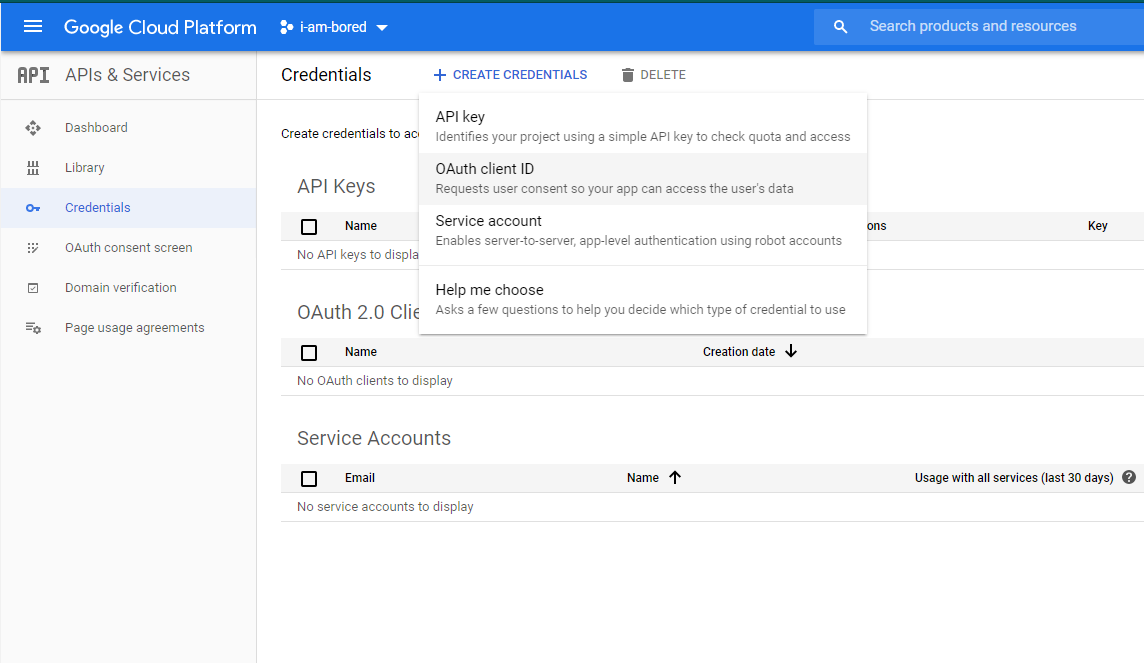 Google Cloud Platform
i-am-bored
Search products and resources
API
APIs & Services
Credentials
CREATE CREDENTIALS
DELETE
Dashboard
Library
Credentials
OAuth consent screen
Domain verification
Page usage agreements
Create credentials to
API key
Identifies your project using a simple API key to check quota and access
OAuth client ID
Requests user consent so your app can access the user's data
Service account
Enables server-to-server, app-level authentication using robot accounts
Help me choose
Asks a few questions to help you decide which type of credential to use
API Keys
Name
Key
No API keys to
OAuth 2.0
Name
Creation date
No OAuth clients to display
Service Accounts
Email
Name
Usage with all services (last 30 days)
No service accounts to display